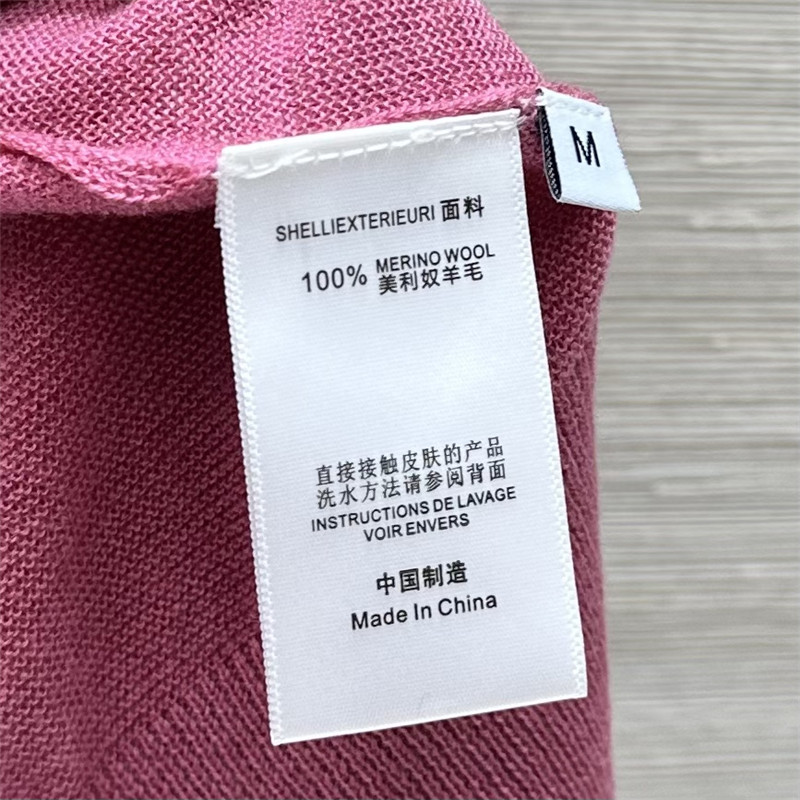 M
SHELLIEXTERIEURI 面料
100% MERINO WOOL
美利奴羊毛
直接接触皮肤的产品
洗水方法请参阅背面
INSTRUCTIONS DE LAVAGE
VOIR ENVERS
中国制造
Made In China